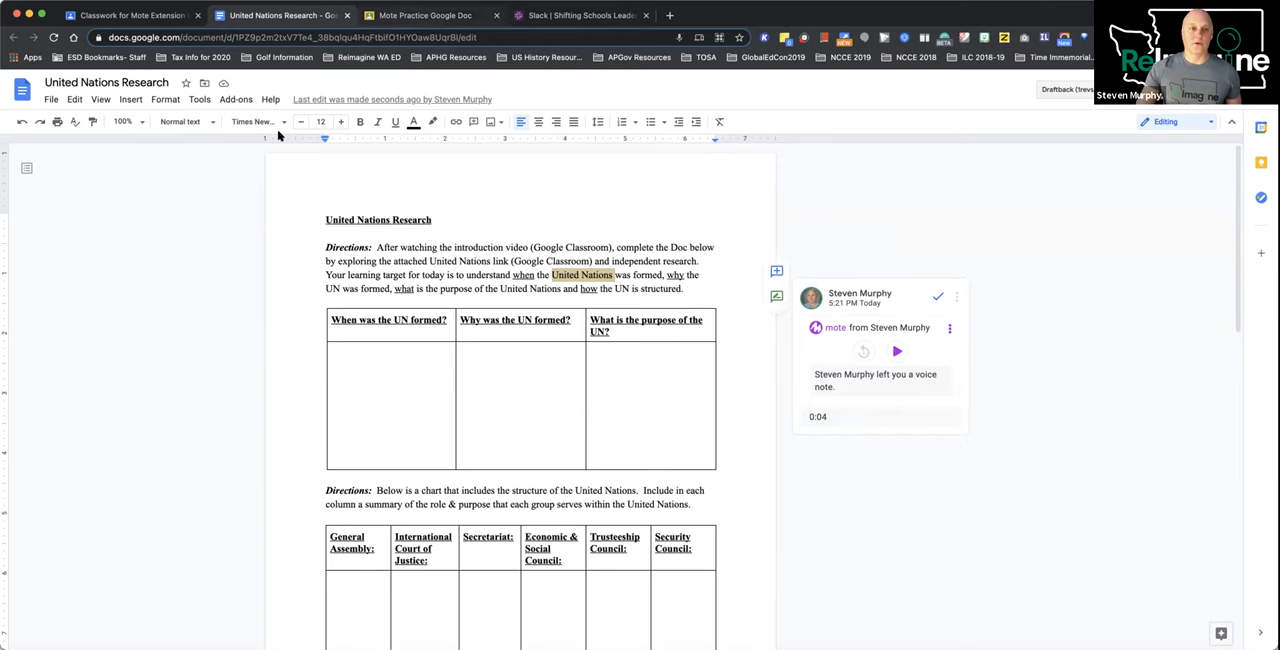 Classwork for Mote Extension
United Nations Research - Goo
Mote Practice Google Doc
Slack | Shifting Schools Leade
docs.google.com/document/d/1PZ9p2m2txV7Te4_38bqlqu4HqFtbifO1HYOaw8UqrBI/edit
Apps
ESD Bookmarks- Staff
Tax Info for 2020
Golf Information
Reimagine WA ED
APHG Resources
US History Resour...
APGov Resources
TOSA
GlobalEdCon2019
NCCE 2019
NCCE 2018
ILC 2018-19
Time Immemorial...
ReImagine
Imagine
Steven Murphy,
United Nations Research
File Edit View Insert Format Tools Add-ons Help
Last edit was made seconds ago by Steven Murphy
Draftback (1revs
100%
Normal text
Times New...
12
Editing
United Nations Research
Directions: After watching the introduction video (Google Classroom), complete the Doc below
by exploring the attached United Nations link (Google Classroom) and independent research.
Your learning target for today is to understand when the United Nations was formed, why the
UN was formed, what is the purpose of the United Nations and how the UN is structured.
When was the UN formed?
Why was the UN formed?
What is the purpose of the
UN?
Steven Murphy
5:21 PM Today
mote from Steven Murphy
Steven Murphy left you a voice
note.
0:04
Directions: Below is a chart that includes the structure of the United Nations. Include in each
column a summary of the role & purpose that each group serves within the United Nations.
General
Assembly:
International
Court of
Justice:
Secretariat:
Economic &
Social
Council:
Trusteeship
Council:
Security
Council: